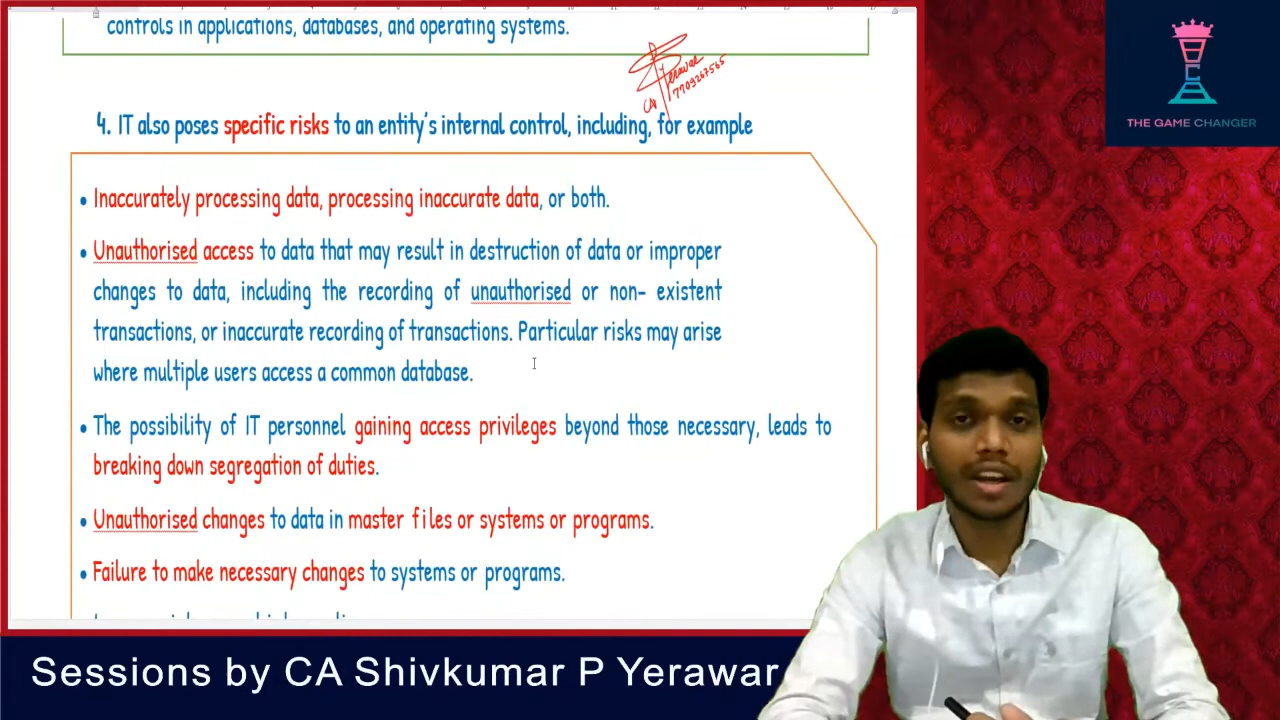 controls in applications, databases, and operating systems.
CA Yerawar
7709267565
4. IT also poses specific risks to an entity's internal control, including, for example
• Inaccurately processing data, processing inaccurate data, or both.
• Unauthorised access to data that may result in destruction of data or improper
changes to data, including the recording of unauthorised or non- existent
transactions, or inaccurate recording of transactions. Particular risks may arise
where multiple users access a common database.
• The possibility of IT personnel gaining access privileges beyond those necessary, leads to
breaking down segregation of duties.
• Unauthorised changes to data in master files or systems or programs.
• Failure to make necessary changes to systems or programs.
THE GAME CHANGER
Sessions by CA Shivkumar P Yerawar